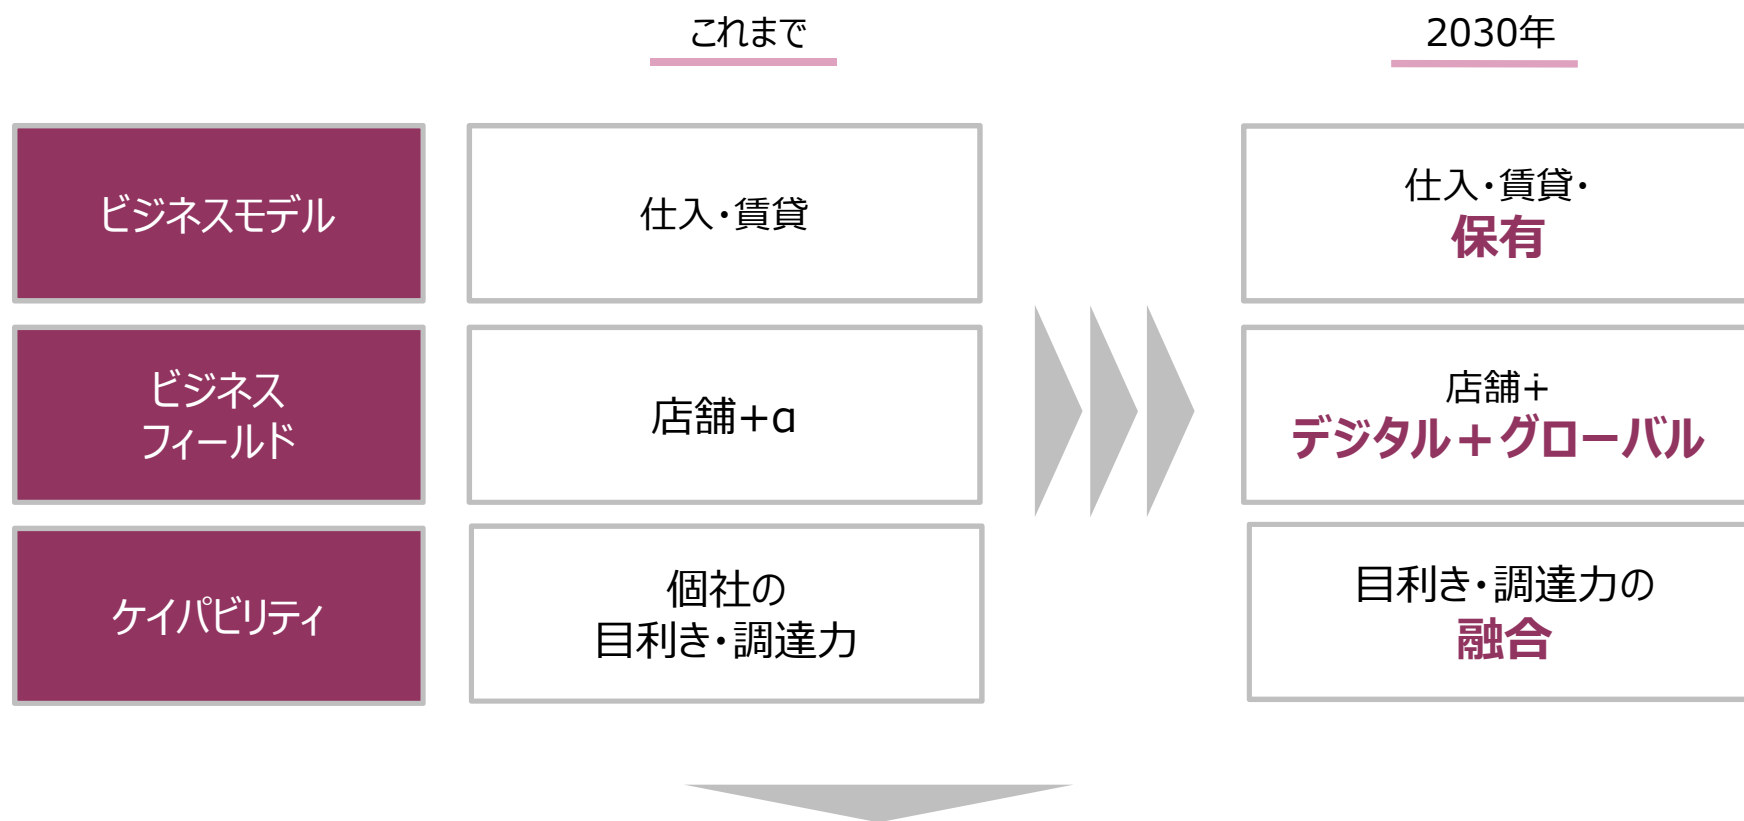 これまで
2030年
ビジネスモデル
仕入・賃貸
仕入・賃貸・
保有
ビジネス
フィールド
店舗+α
店舗+
デジタル+グローバル
ケイパビリティ
個社の
目利き・調達力
目利き・調達力の
融合